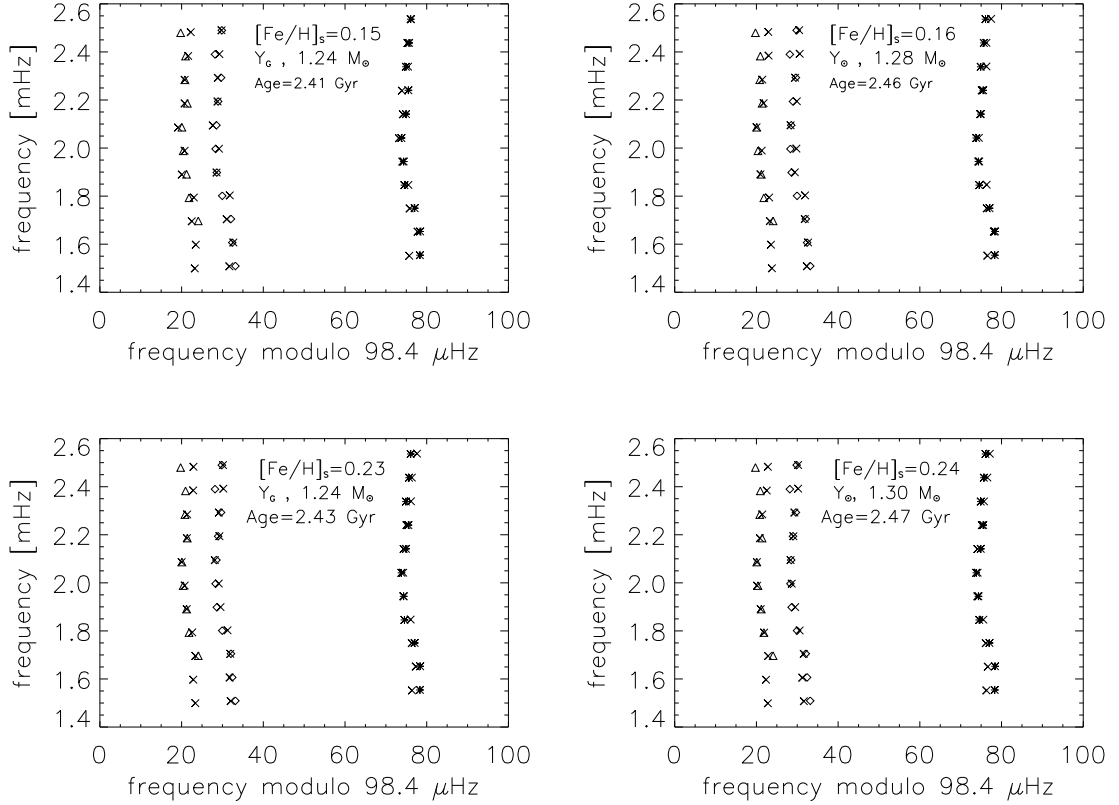 2.6
2.4
2.2
2.0
1.8
1.6
1.4
frequency [mHz]
[Fe/H]s=0.15
YG , 1.24 M⊙
Age=2.41 Gyr
0 20 40 60 80 100
frequency modulo 98.4 μHz
2.6
2.4
2.2
2.0
1.8
1.6
1.4
frequency [mHz]
[Fe/H]s=0.16
Y⊙ , 1.28 M⊙
Age=2.46 Gyr
0 20 40 60 80 100
frequency modulo 98.4 μHz
2.6
2.4
2.2
2.0
1.8
1.6
1.4
frequency [mHz]
[Fe/H]s=0.23
YG , 1.24 M⊙
Age=2.43 Gyr
0 20 40 60 80 100
frequency modulo 98.4 μHz
2.6
2.4
2.2
2.0
1.8
1.6
1.4
frequency [mHz]
[Fe/H]s=0.24
Y⊙, 1.30 M⊙
Age=2.47 Gyr
0 20 40 60 80 100
frequency modulo 98.4 μHz